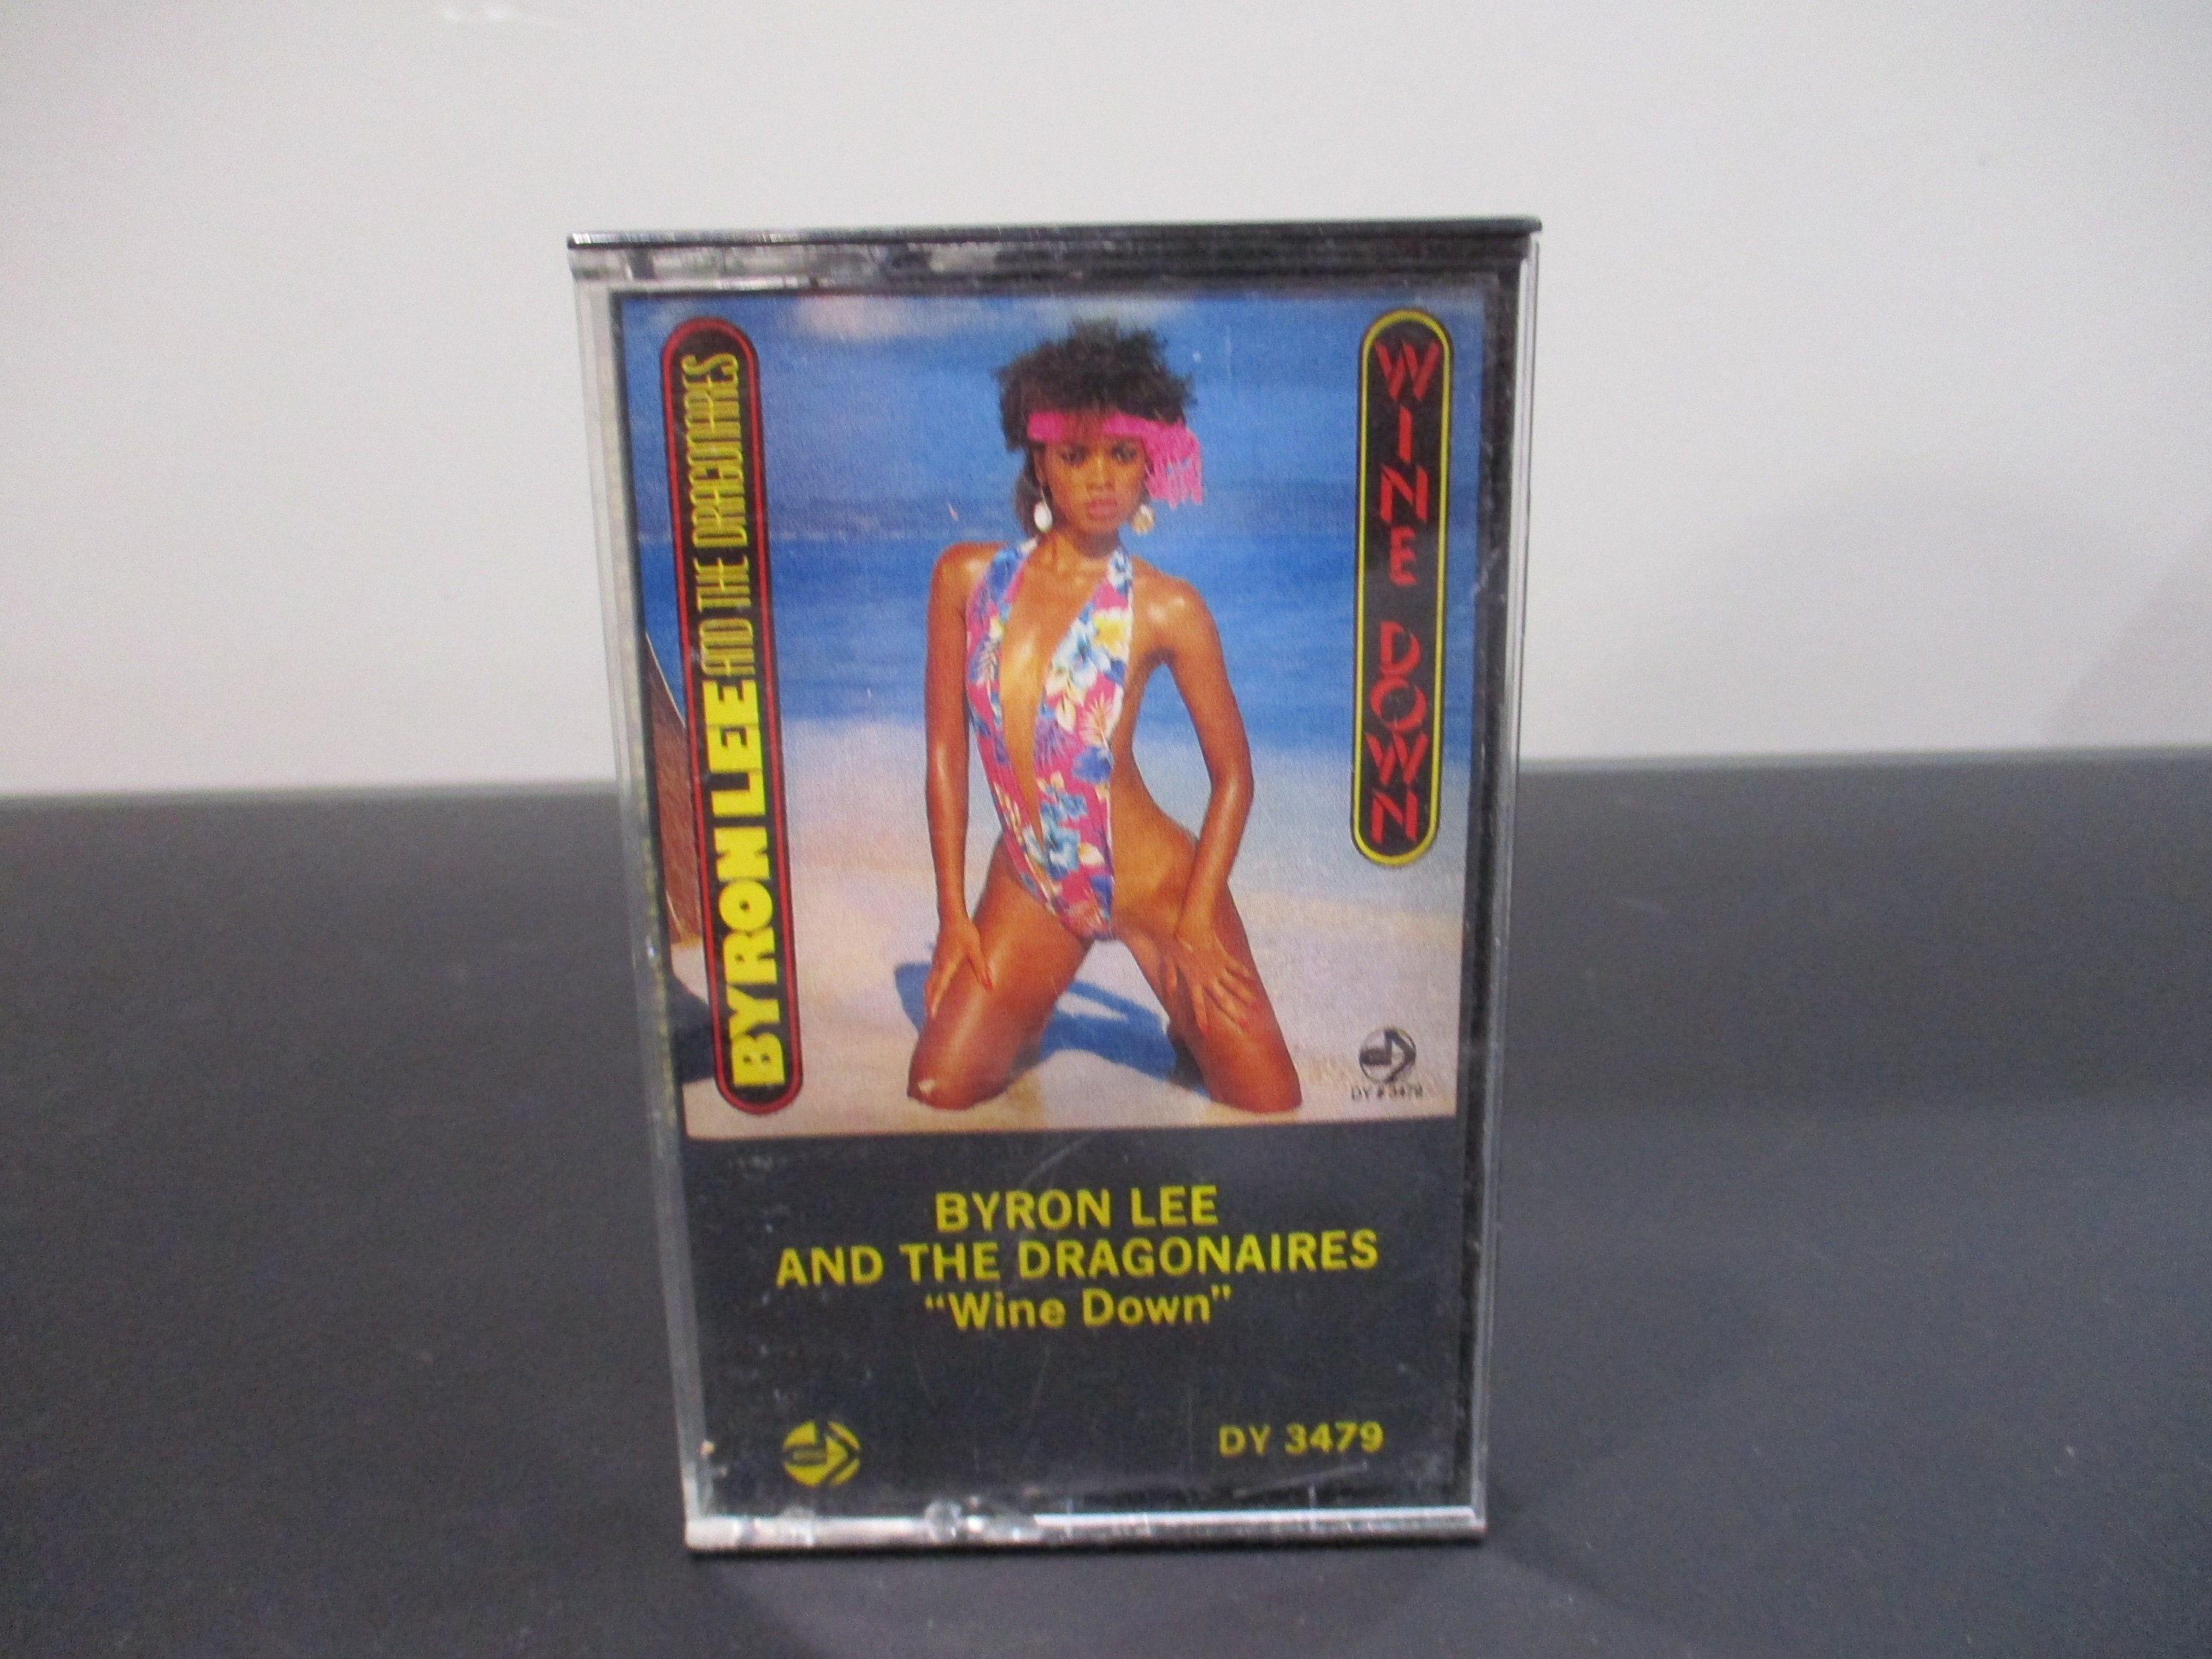 BYRON LEE AND THE DRAGONAIRES
WINE DOWN
DY # 3479
BYRON LEE
AND THE DRAGONAIRES
"Wine Down"
DY 3479